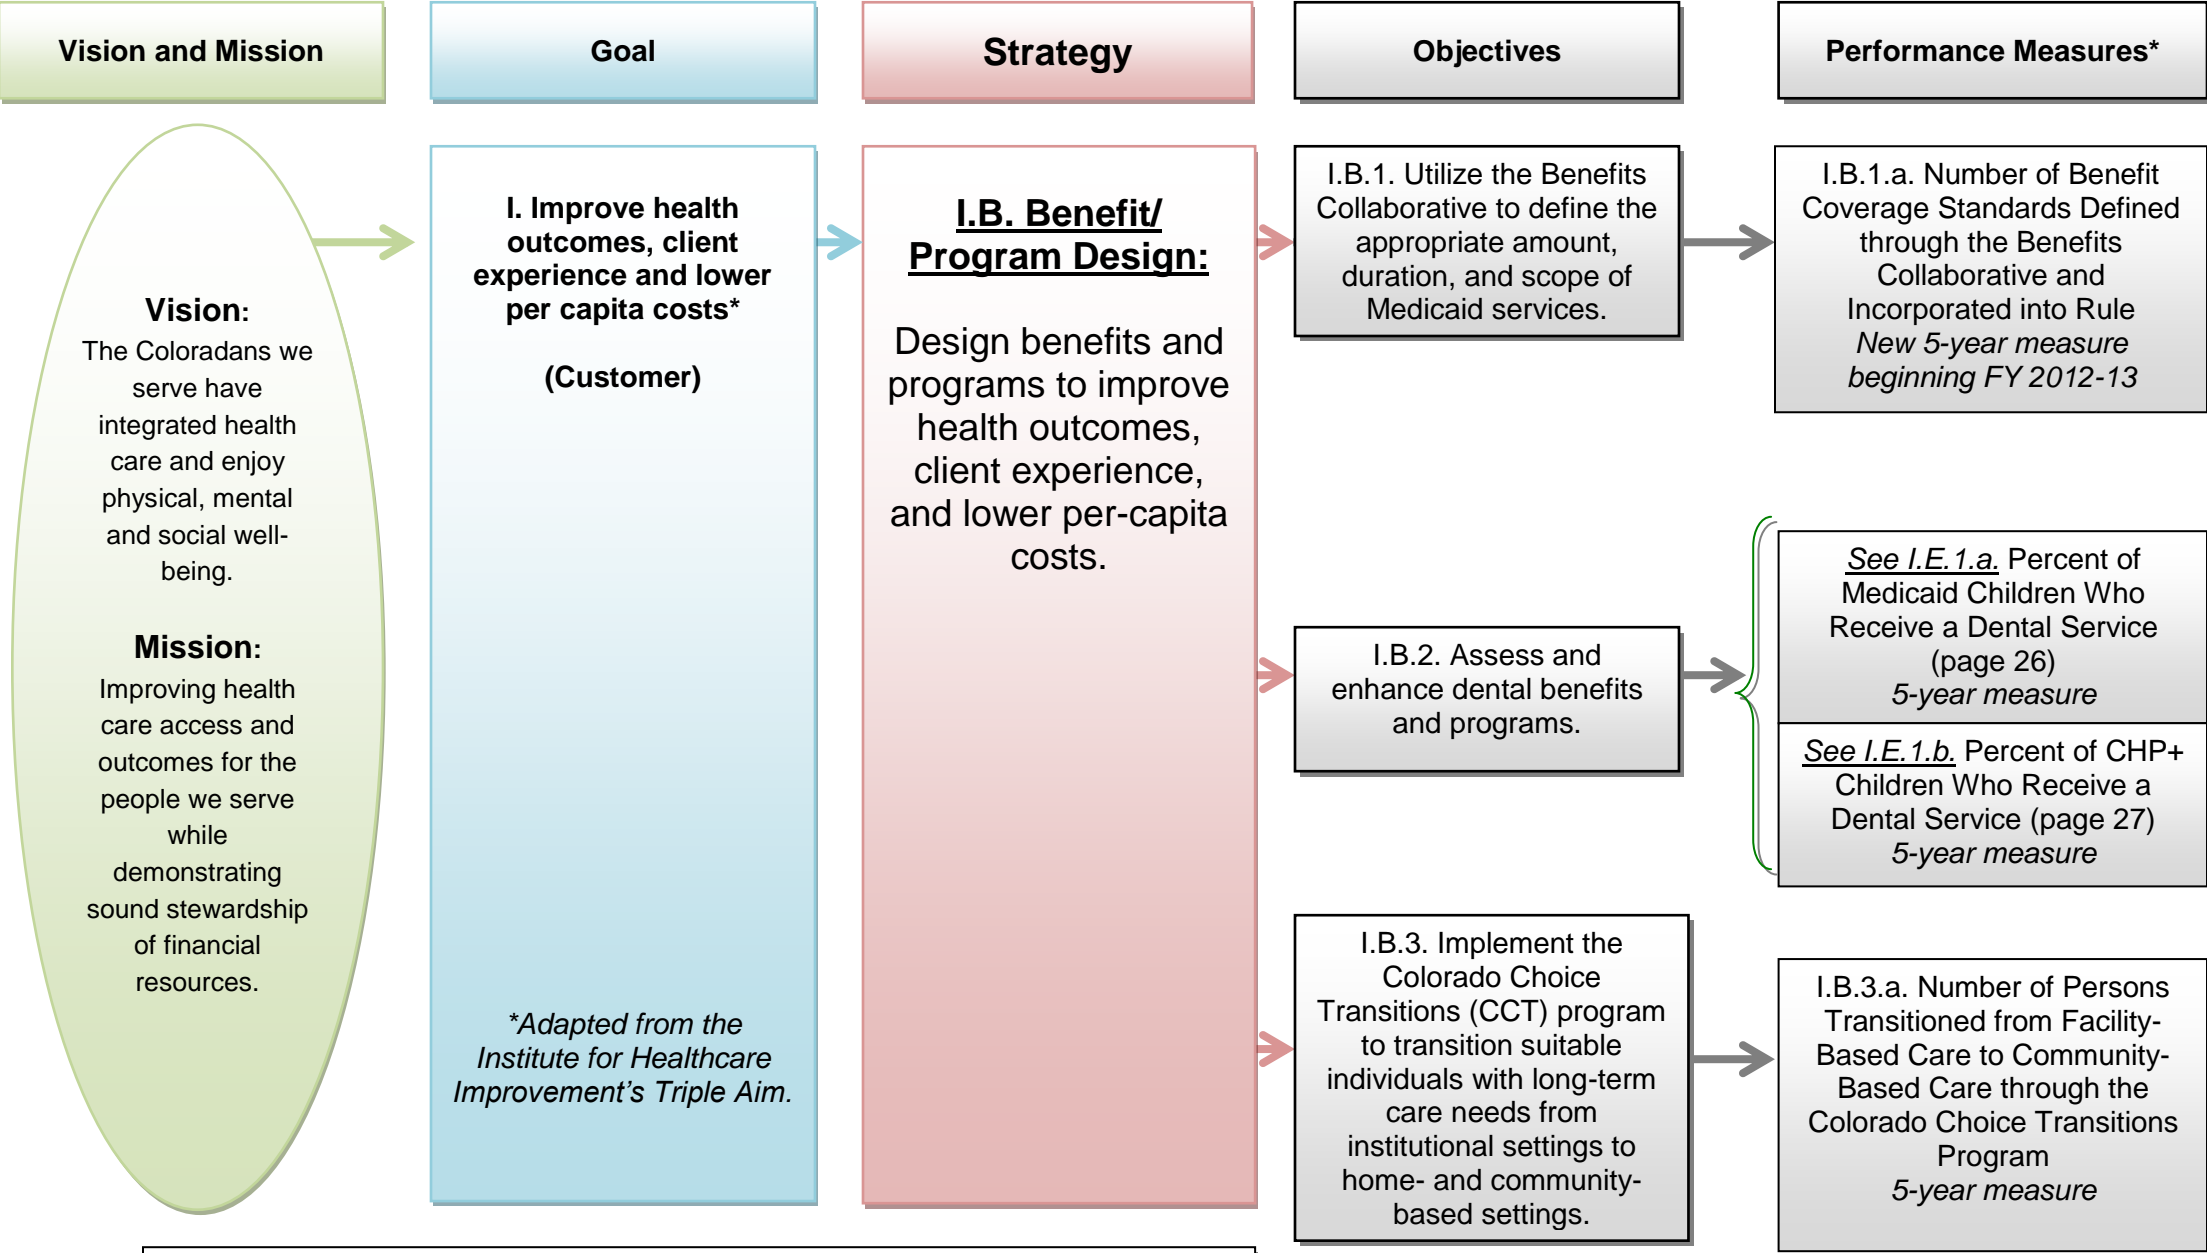 Vision and Mission
Goal
Strategy
Objectives
Performance Measures*
Vision:
The Coloradans we
serve have
integrated health
care and enjoy
physical, mental
and social well-
being.
Mission:
Improving health
care access and
outcomes for the
people we serve
while
demonstrating
sound stewardship
of financial
resources.
I. Improve health
outcomes, client
experience and lower
per capita costs*
(Customer)
*Adapted from the
Institute for Healthcare
Improvement’s Triple Aim.
I.B. Benefit/
Program Design:
Design benefits and
programs to improve
health outcomes,
client experience,
and lower per-capita
costs.
I.B.1. Utilize the Benefits
Collaborative to define the
appropriate amount,
duration, and scope of
Medicaid services.
I.B.1.a. Number of Benefit
Coverage Standards Defined
through the Benefits
Collaborative and
Incorporated into Rule
New 5-year measure
beginning FY 2012-13
I.B.2. Assess and
enhance dental benefits
and programs.
See I.E.1.a. Percent of
Medicaid Children Who
Receive a Dental Service
(page 26)
5-year measure
See I.E.1.b. Percent of CHP+
Children Who Receive a
Dental Service (page 27)
5-year measure
I.B.3. Implement the
Colorado Choice
Transitions (CCT) program
to transition suitable
individuals with long-term
care needs from
institutional settings to
home- and community-
based settings.
I.B.3.a. Number of Persons
Transitioned from Facility-
Based Care to Community-
Based Care through the
Colorado Choice Transitions
Program
5-year measure